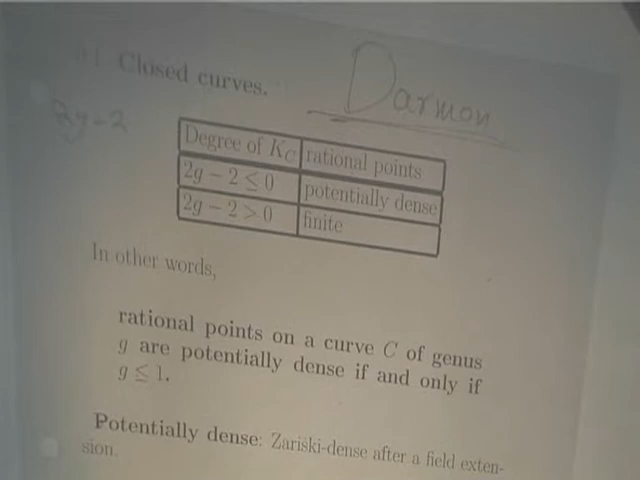 Closed curves.
Darmon
2g-2
Degree of K_C rational points
2g − 2 ≤ 0 potentially dense
2g − 2 > 0 finite
In other words,
rational points on a curve C of genus
g are potentially dense if and only if
g ≤ 1.
Potentially dense: Zariski-dense after a field exten-
sion.